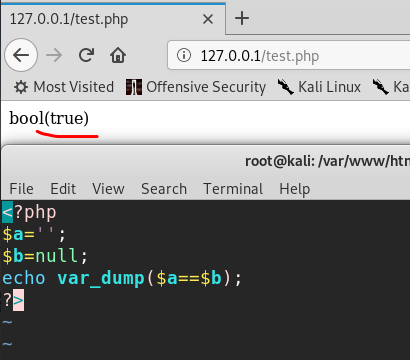 127.0.0.1/test.php
127.0.0.1/test.php
Most Visited Offensive Security Kali Linux Ka
bool(true)
root@kali: /var/www/htm
File Edit View Search Terminal Help
<?php
$a='';
$b=null;
echo var_dump($a==$b);
?>
~
~